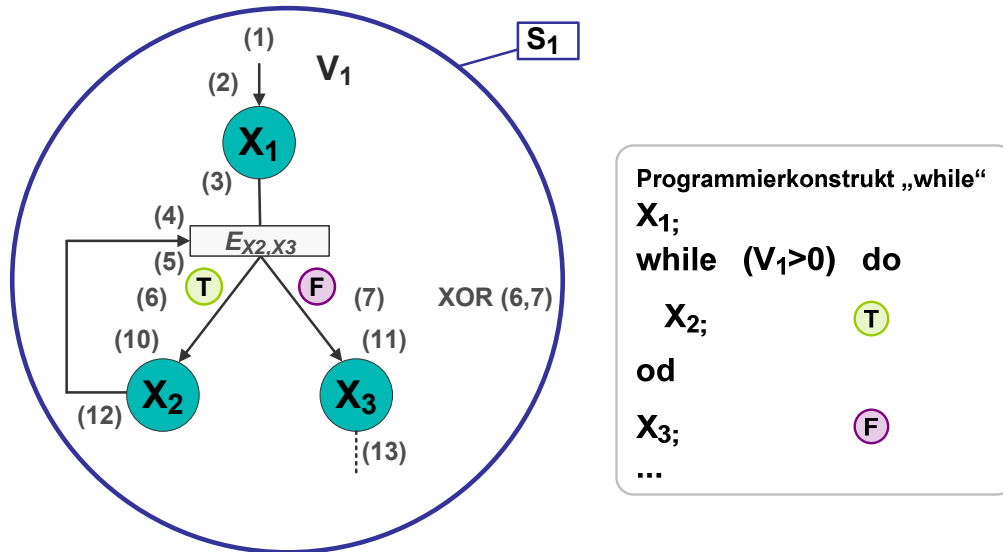 (1)
S1
V1
(2)
X1
(3)
(4)
EX2,X3
(5)
T
F
(6)
(7)
XOR (6,7)
(10)
(11)
X2
X3
(12)
(13)
Programmierkonstrukt „while“
X1;
while (V1>0) do
X2; T
od
X3; F
...